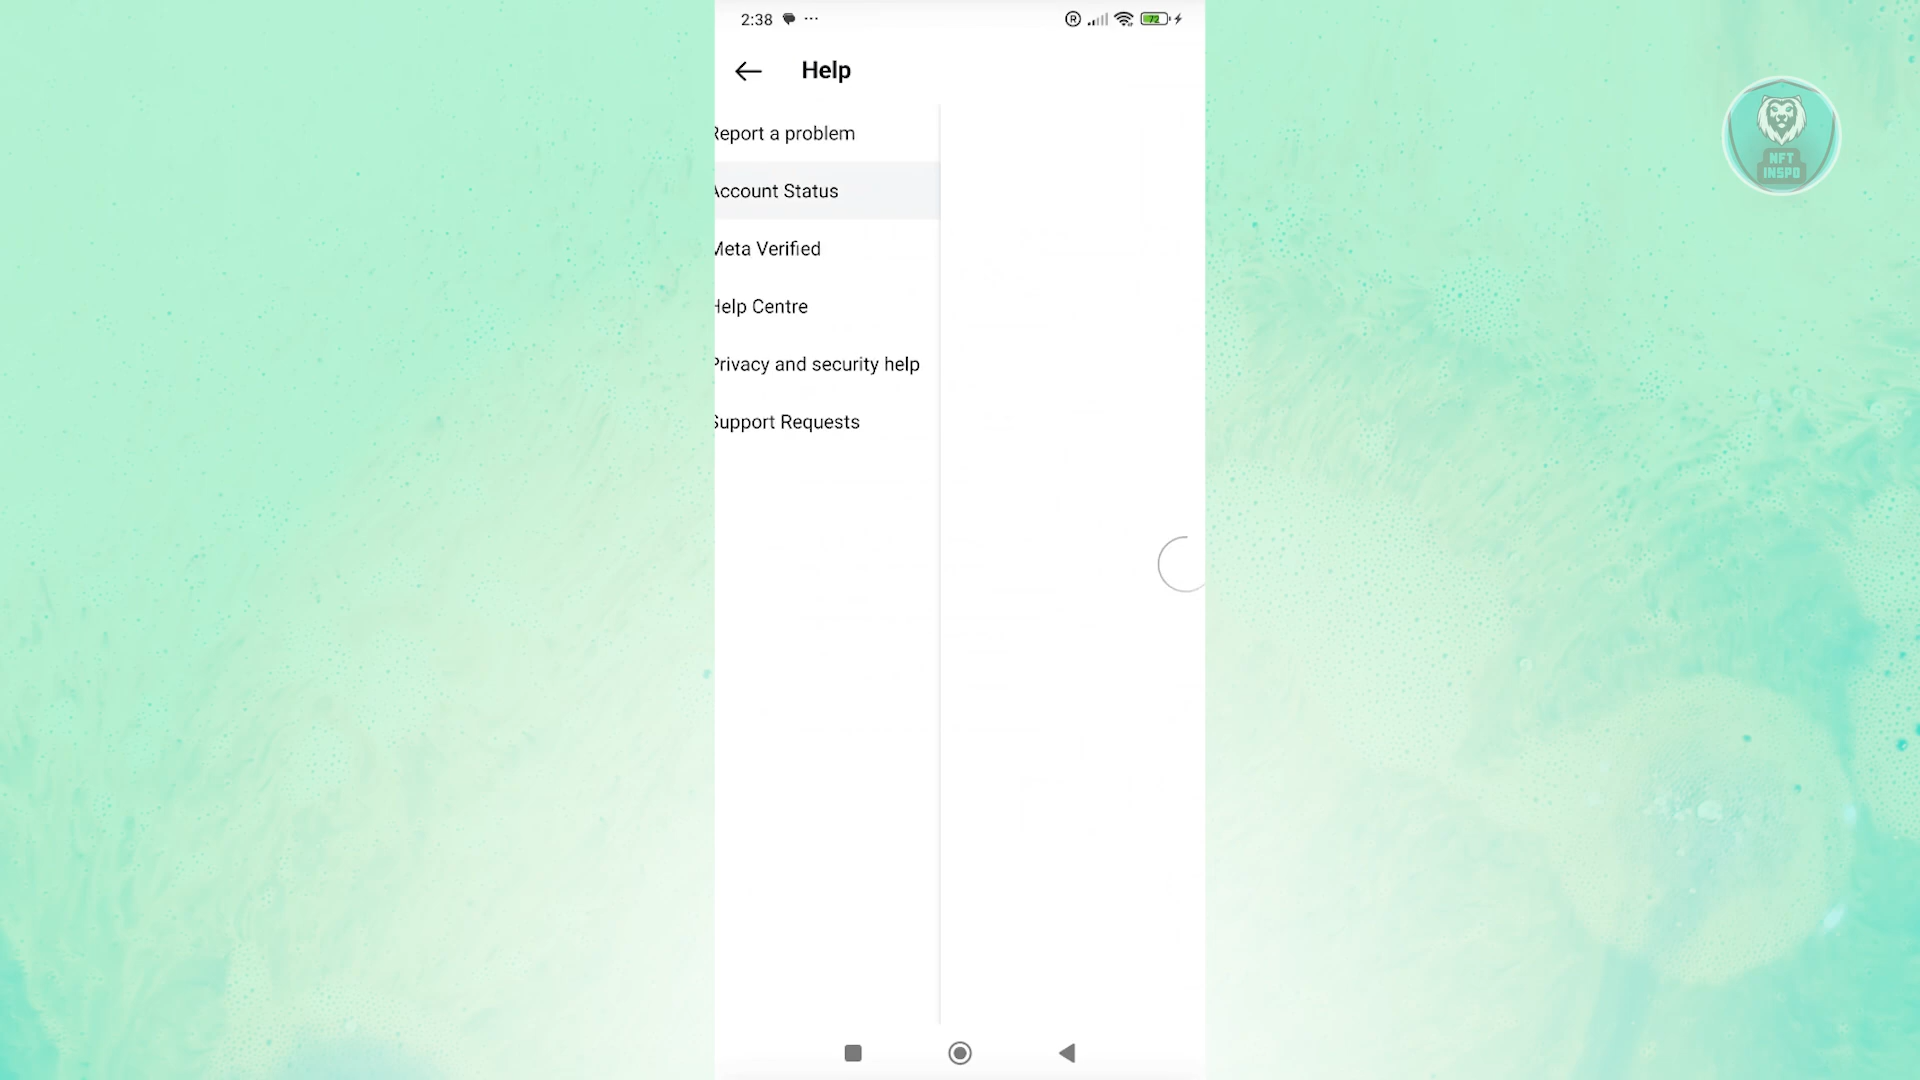 2:38
R
72
Help
Report a problem
Account Status
Meta Verified
Help Centre
Privacy and security help
Support Requests
NFT
INSPO